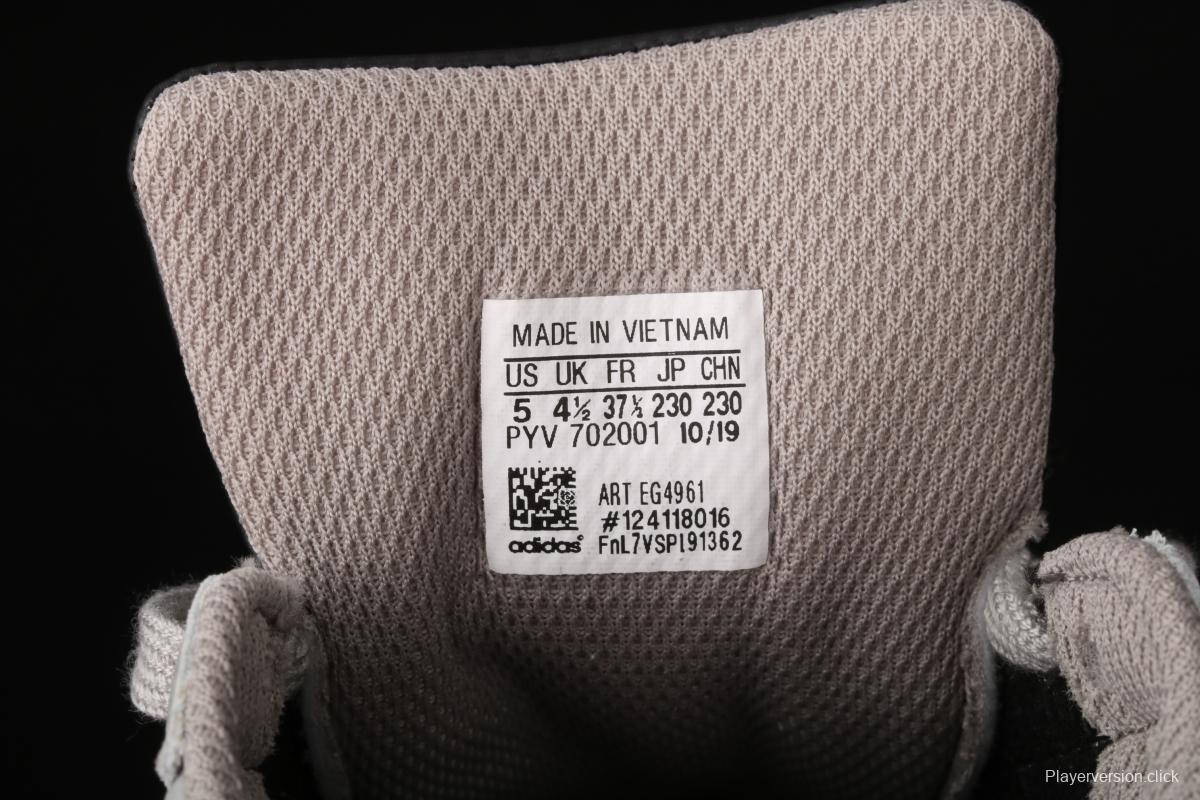 MADE IN VIETNAM
US UK FR JP CHN
5 4½ 37⅓ 230 230
PYV 702001 10/19
ART EG4961
#124118016
adidas FnL7VSPl91362
Playerversion.click